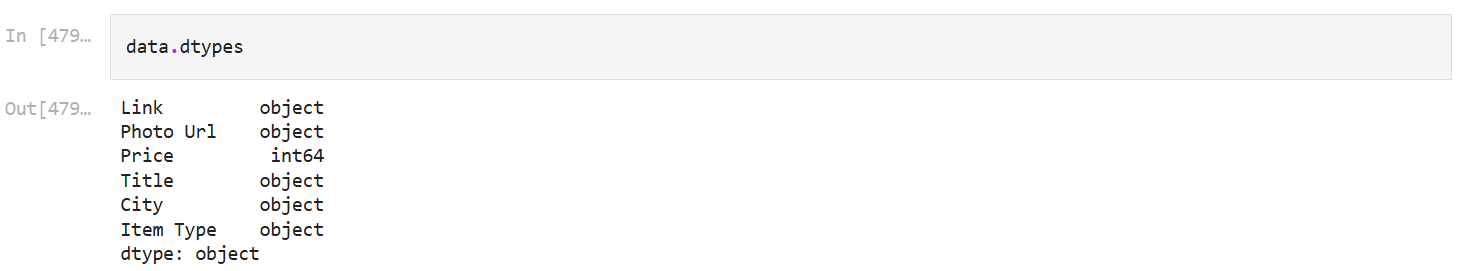 In [479…
data.dtypes
Out[479…
Link         object
Photo Url    object
Price         int64
Title        object
City         object
Item Type    object
dtype: object